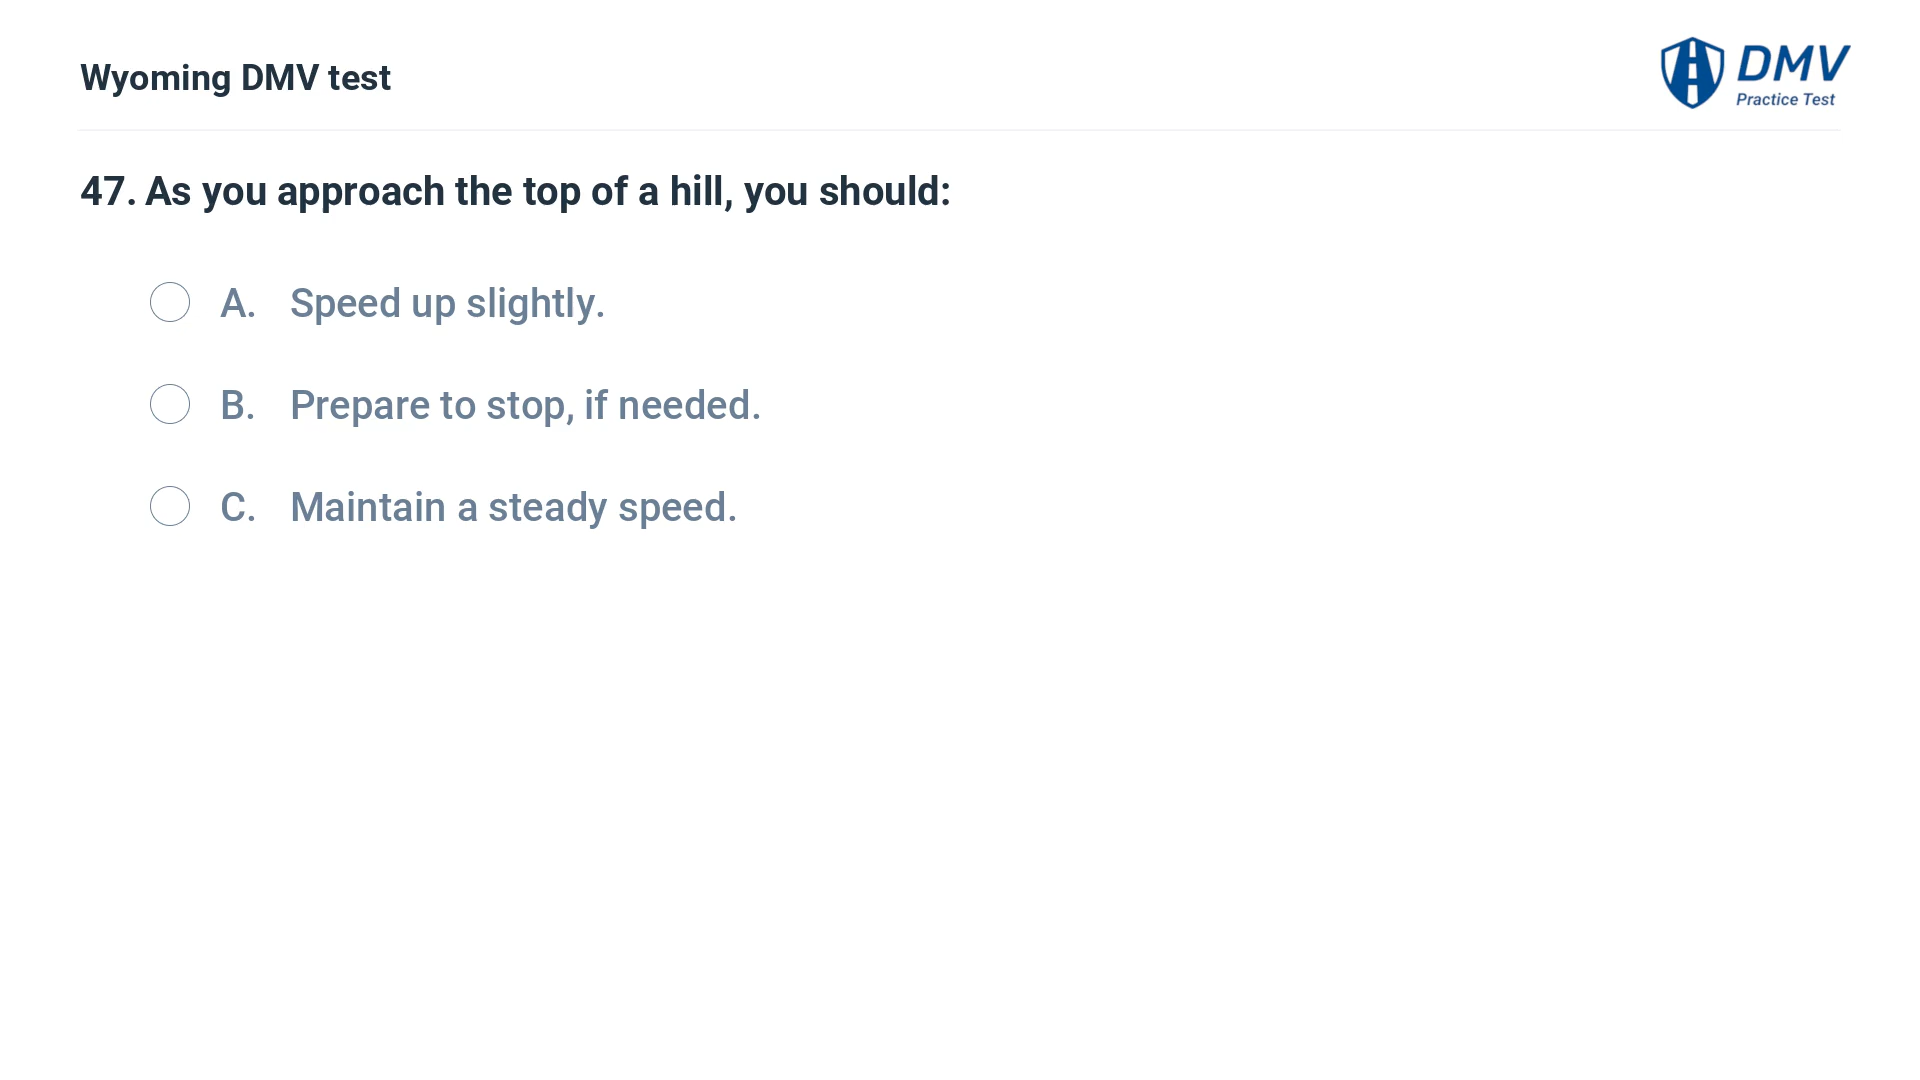 Wyoming DMV test
DMV
Practice Test
47. As you approach the top of a hill, you should:
A. Speed up slightly.
B. Prepare to stop, if needed.
C. Maintain a steady speed.